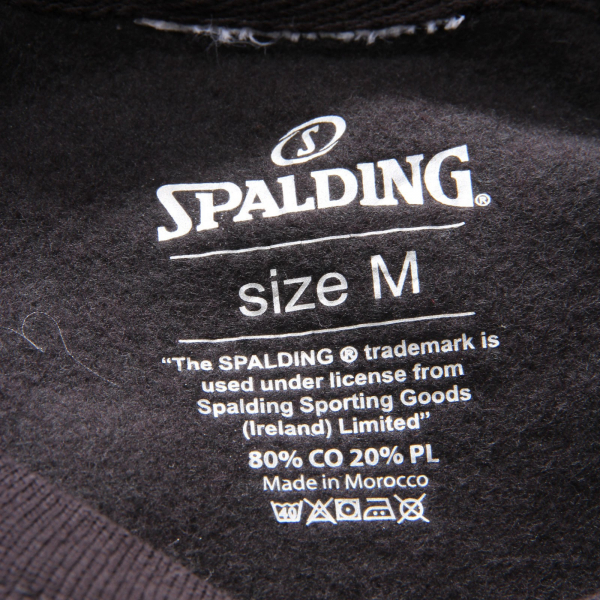 S
SPALDING®
size M
“The SPALDING ® trademark is
used under license from
Spalding Sporting Goods
(Ireland) Limited”
80% CO 20% PL
Made in Morocco
40